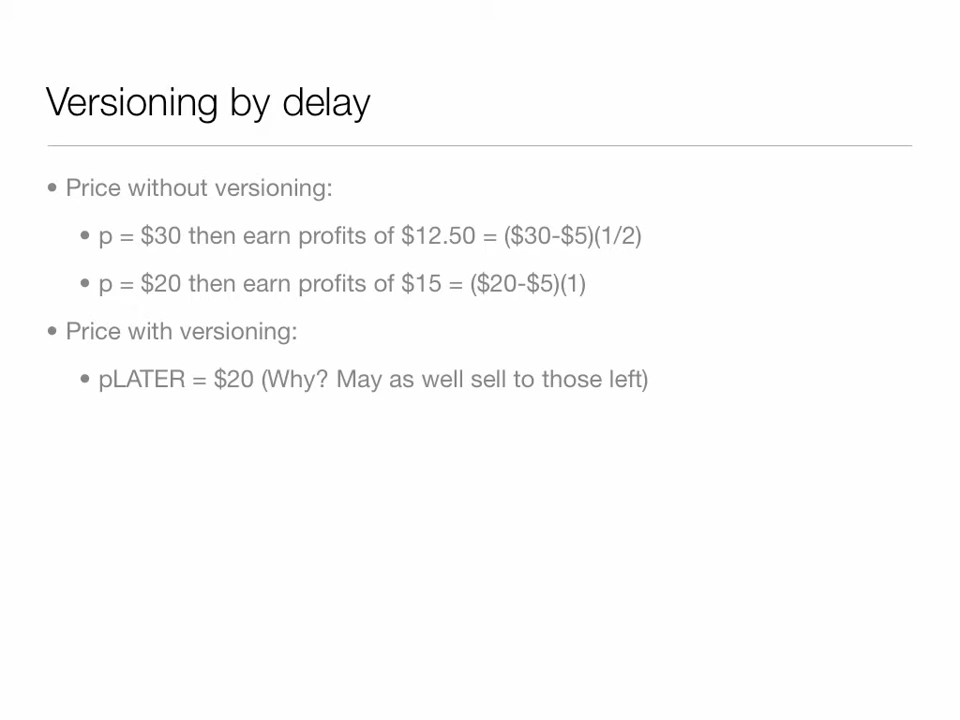 Versioning by delay
• Price without versioning:
• p = $30 then earn profits of $12.50 = ($30-$5)(1/2)
• p = $20 then earn profits of $15 = ($20-$5)(1)
• Price with versioning:
• pLATER = $20 (Why? May as well sell to those left)